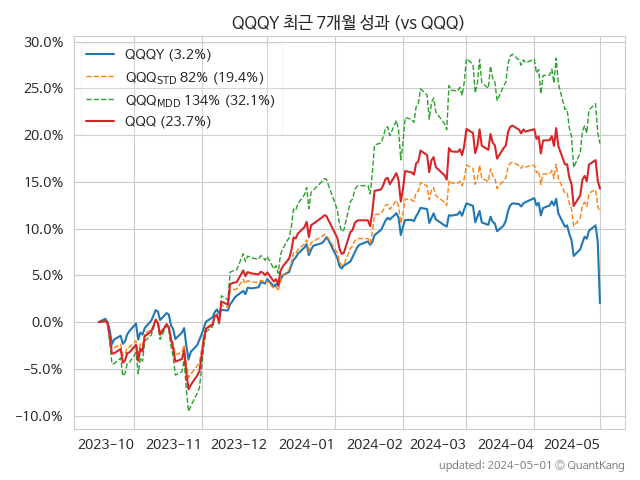 QQQY 최근 7개월 성과 (vs QQQ)
30.0%
25.0%
20.0%
15.0%
10.0%
5.0%
0.0%
−5.0%
−10.0%
QQQY (3.2%)
QQQSTD 82% (19.4%)
QQQMDD 134% (32.1%)
QQQ (23.7%)
2023-10 2023-11 2023-12 2024-01 2024-02 2024-03 2024-04 2024-05
updated: 2024-05-01 © QuantKang